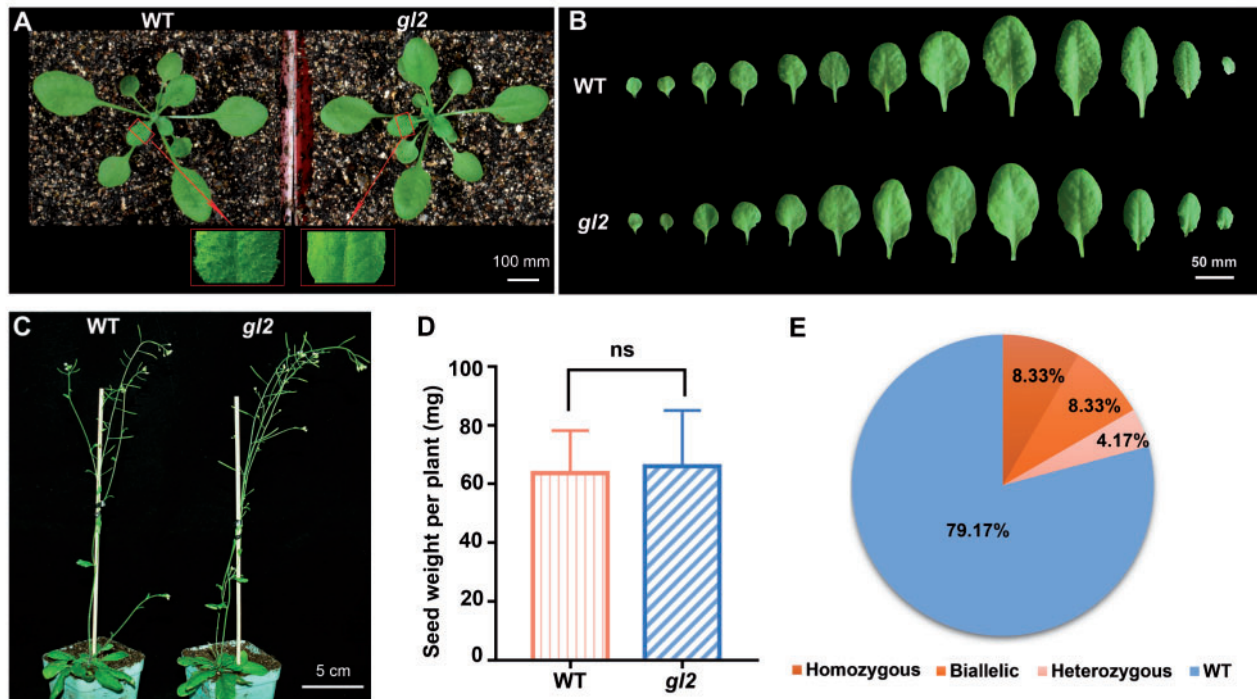 A
WT
gl2
100 mm
B
WT
gl2
50 mm
C
WT
gl2
5 cm
D
ns
Seed weight per plant (mg)
100
80
60
40
20
0
WT
gl2
E
8.33%
8.33%
4.17%
79.17%
Homozygous Biallelic Heterozygous WT